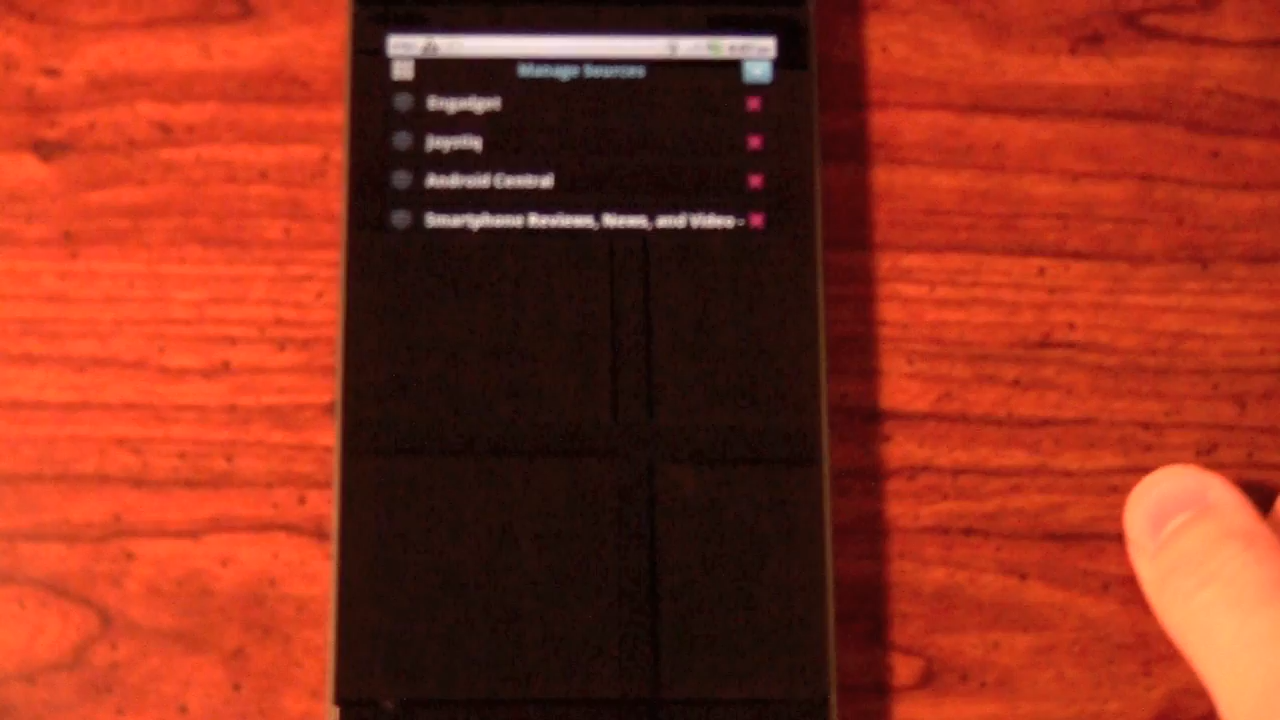 Manage Sources
Engadget
Joystiq
Android Central
Smartphone Reviews, News, and Video -